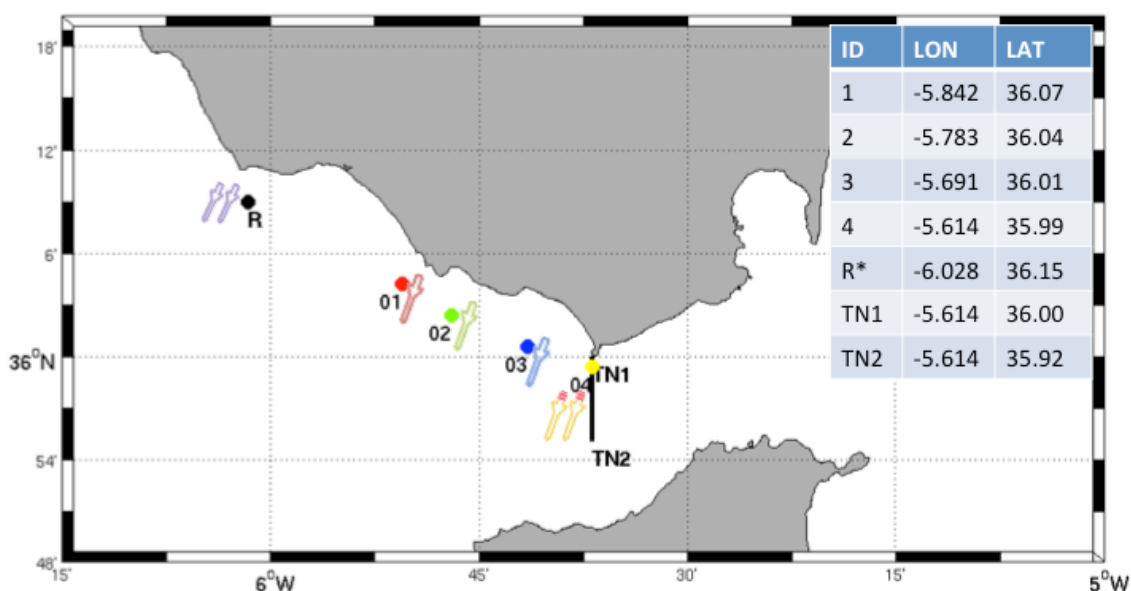 18'
12'
6'
36°N
54'
48'
15'
6°W
45'
30'
15'
5°W
R
01
02
03
04
TN1
TN2
ID LON LAT
1 -5.842 36.07
2 -5.783 36.04
3 -5.691 36.01
4 -5.614 35.99
R* -6.028 36.15
TN1 -5.614 36.00
TN2 -5.614 35.92